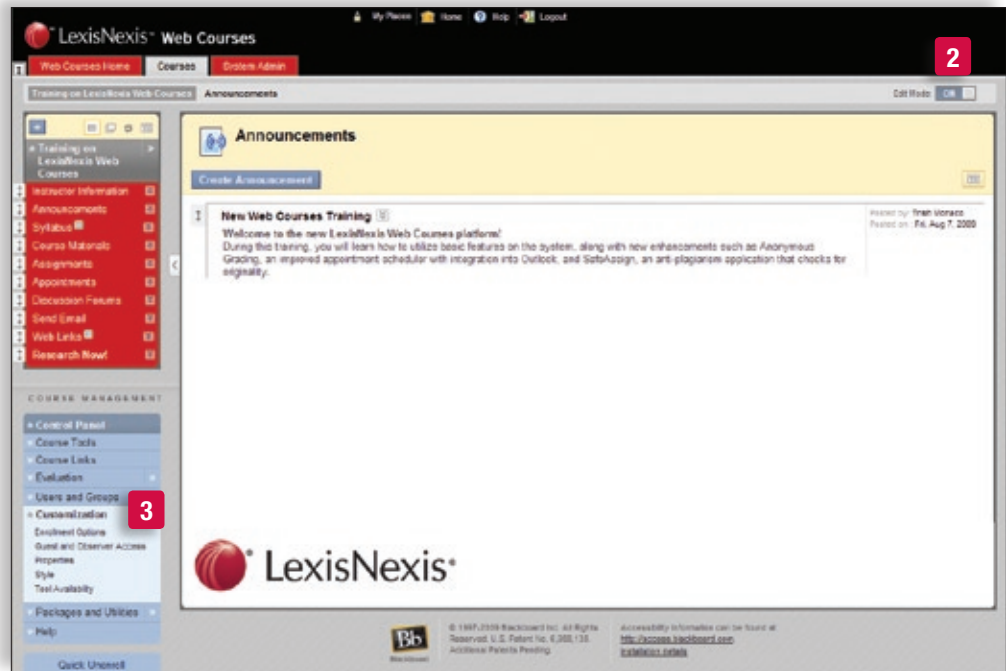 My Places Home Help Logout
LexisNexis Web Courses
2
Web Courses Home Courses System Admin
Training on LexisNexis Web Courses Announcements
Edit Mode:
Announcements
Training on
LexisNexis Web
Courses
Create Announcement
Instructor Information
Announcements
Syllabus
Course Materials
Assignments
Appointments
Discussion Forums
Send Email
Web Links
Research Now!
New Web Courses Training
Welcome to the new LexisNexis Web Courses platform!
During this training, you will learn how to utilize basic features on the system, along with new enhancements such as Anonymous
Grading, an improved appointment scheduler with integration into Outlook, and SafeAssign, an anti-plagiarism application that checks for
originality.
Posted by:
Posted on: Fri, Aug 7, 2009
COURSE MANAGEMENT
Control Panel
Course Tools
Course Links
Evaluation
Users and Groups
Customization
3
Enrollment Options
Guest and Observer Access
Properties
Style
Tool Availability
Packages and Utilities
Help
Quick Unenroll
LexisNexis
Bb
Blackboard
© 1997-2009 Blackboard Inc. All Rights
Reserved. U.S. Patent No. 6,988,138.
Additional Patents Pending.
Accessibility information can be found at
http://access.blackboard.com
Installation details